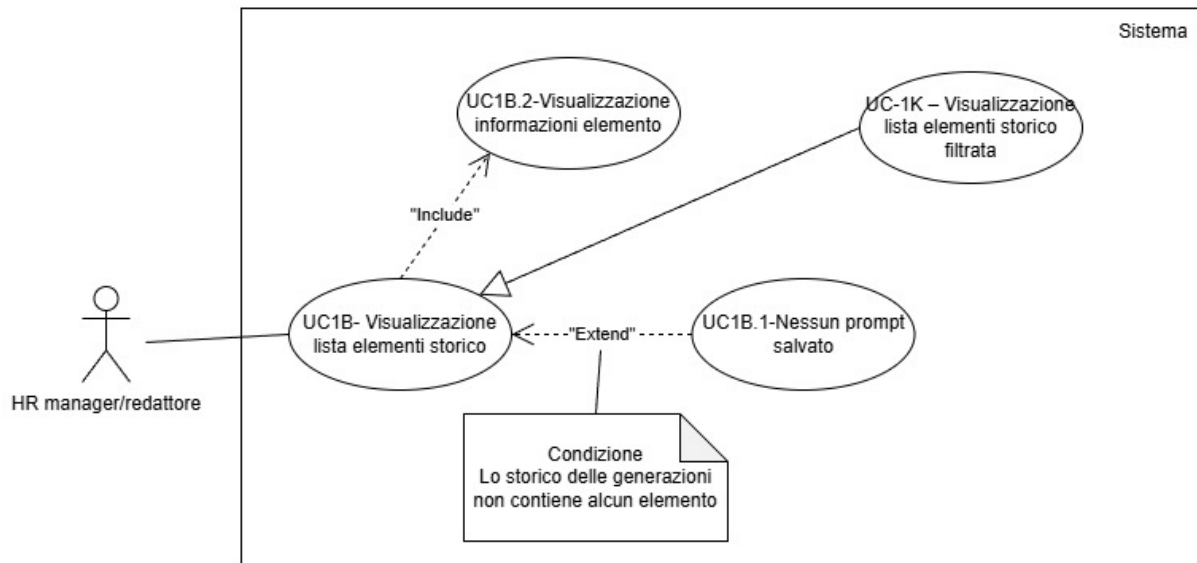 Sistema
UC1B.2-Visualizzazione
informazioni elemento
UC-1K – Visualizzazione
lista elementi storico
filtrata
"Include"
UC1B- Visualizzazione
lista elementi storico
"Extend"
UC1B.1-Nessun prompt
salvato
HR manager/redattore
Condizione
Lo storico delle generazioni
non contiene alcun elemento